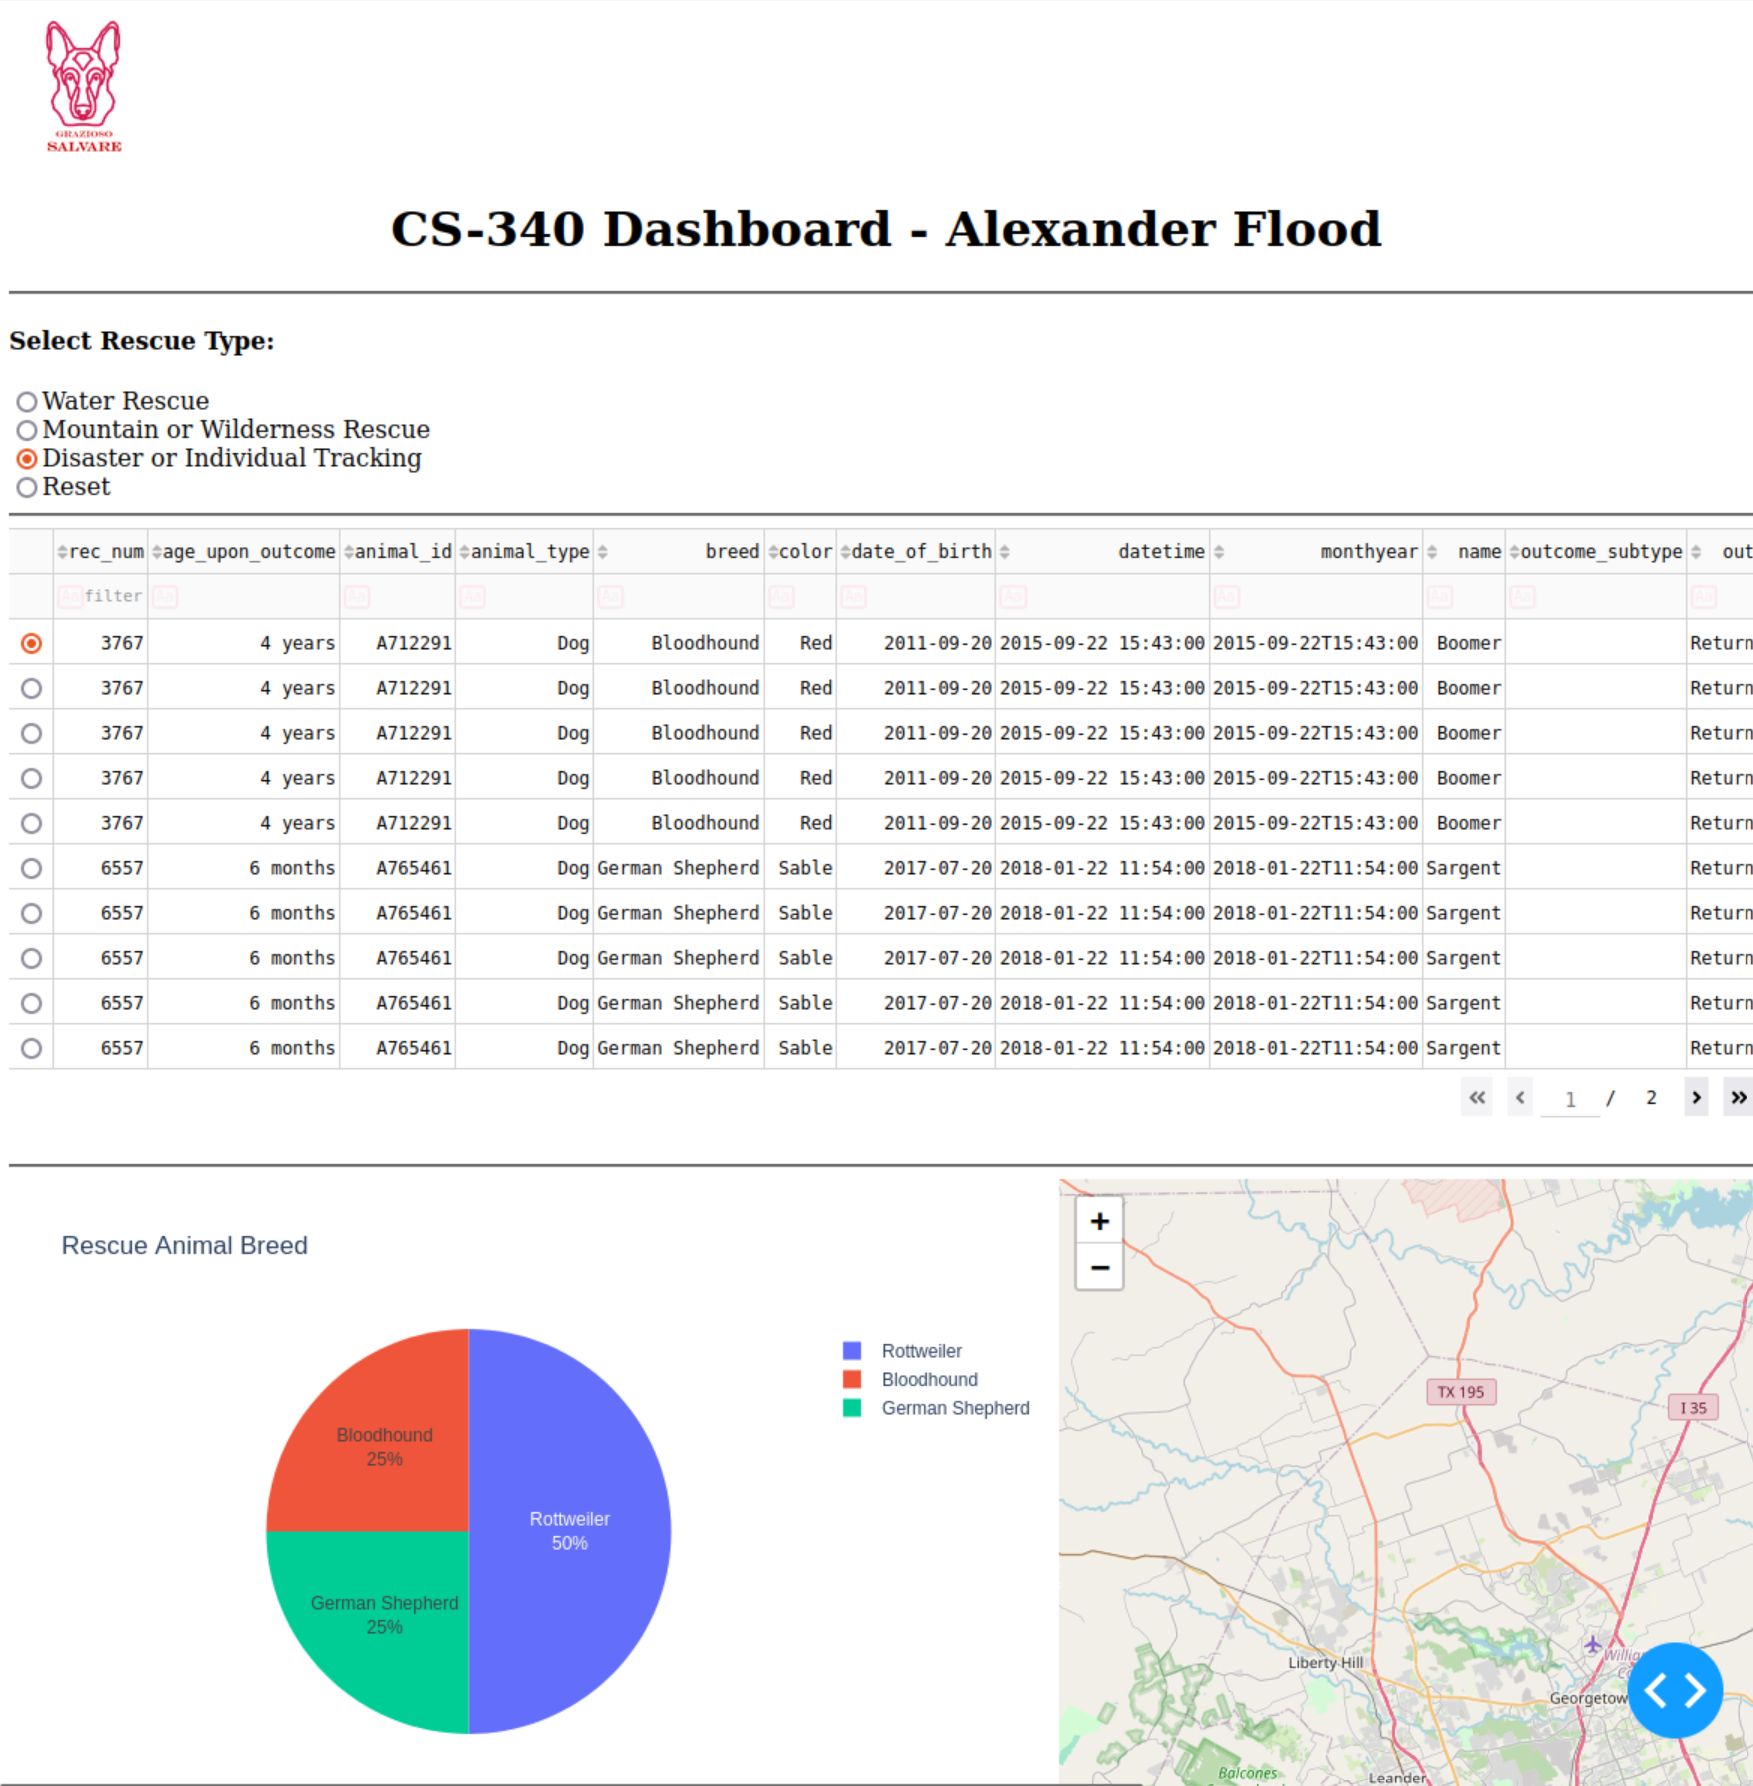 GRAZIOSO
SALVARE
CS-340 Dashboard - Alexander Flood
Select Rescue Type:
Water Rescue
Mountain or Wilderness Rescue
Disaster or Individual Tracking
Reset
rec_num age_upon_outcome animal_id animal_type breed color date_of_birth datetime monthyear name outcome_subtype out
Aa filter Aa Aa Aa Aa Aa Aa Aa Aa Aa Aa Aa
3767 4 years A712291 Dog Bloodhound Red 2011-09-20 2015-09-22 15:43:00 2015-09-22T15:43:00 Boomer Return
3767 4 years A712291 Dog Bloodhound Red 2011-09-20 2015-09-22 15:43:00 2015-09-22T15:43:00 Boomer Return
3767 4 years A712291 Dog Bloodhound Red 2011-09-20 2015-09-22 15:43:00 2015-09-22T15:43:00 Boomer Return
3767 4 years A712291 Dog Bloodhound Red 2011-09-20 2015-09-22 15:43:00 2015-09-22T15:43:00 Boomer Return
3767 4 years A712291 Dog Bloodhound Red 2011-09-20 2015-09-22 15:43:00 2015-09-22T15:43:00 Boomer Return
6557 6 months A765461 Dog German Shepherd Sable 2017-07-20 2018-01-22 11:54:00 2018-01-22T11:54:00 Sargent Return
6557 6 months A765461 Dog German Shepherd Sable 2017-07-20 2018-01-22 11:54:00 2018-01-22T11:54:00 Sargent Return
6557 6 months A765461 Dog German Shepherd Sable 2017-07-20 2018-01-22 11:54:00 2018-01-22T11:54:00 Sargent Return
6557 6 months A765461 Dog German Shepherd Sable 2017-07-20 2018-01-22 11:54:00 2018-01-22T11:54:00 Sargent Return
6557 6 months A765461 Dog German Shepherd Sable 2017-07-20 2018-01-22 11:54:00 2018-01-22T11:54:00 Sargent Return
« ‹ 1 / 2 › »
Rescue Animal Breed
Rottweiler
Bloodhound
German Shepherd
Bloodhound
25%
Rottweiler
50%
German Shepherd
25%
+
−
TX 195
I 35
Liberty Hill
Georgetow
Balcones
Leander